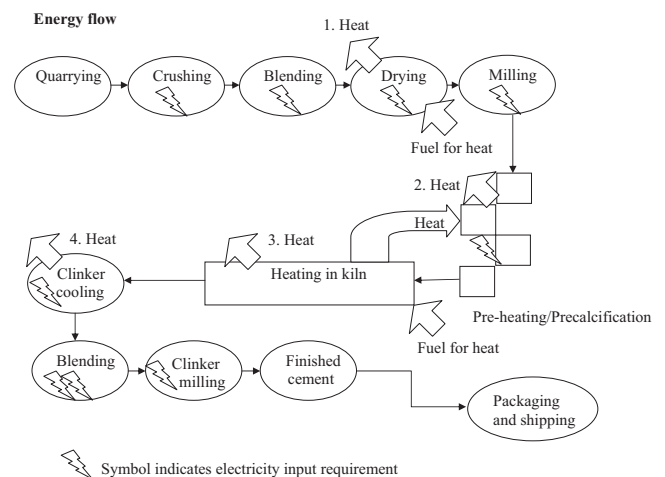 Energy flow
1. Heat
Quarrying
Crushing
Blending
Drying
Milling
Fuel for heat
2. Heat
Heat
4. Heat
3. Heat
Clinker
cooling
Heating in kiln
Pre-heating/Precalcification
Fuel for heat
Blending
Clinker
milling
Finished
cement
Packaging
and shipping
Symbol indicates electricity input requirement